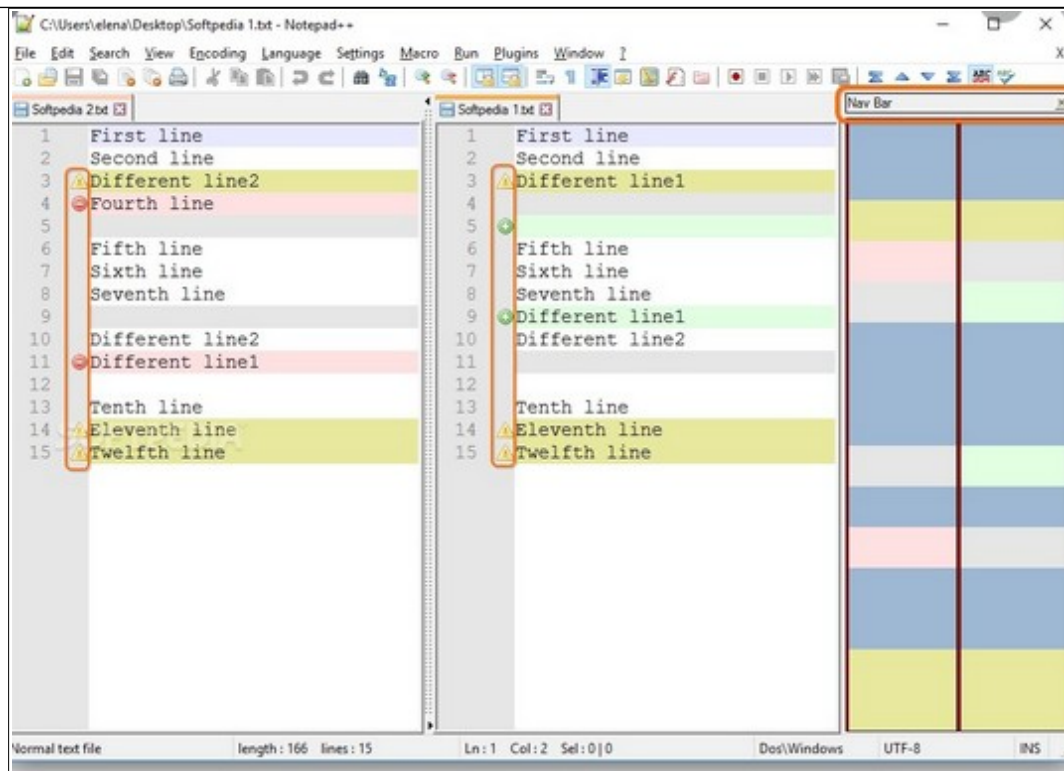 C:\Users\elena\Desktop\Softpedia 1.txt - Notepad++
File Edit Search View Encoding Language Settings Macro Run Plugins Window ?
X
Softpedia 2.txt
Softpedia 1.txt
Nav Bar
1 First line
2 Second line
3 Different line2
4 Fourth line
5
6 Fifth line
7 Sixth line
8 Seventh line
9
10 Different line2
11 Different line1
12
13 Tenth line
14 Eleventh line
15 Twelfth line
1 First line
2 Second line
3 Different line1
4
5
6 Fifth line
7 Sixth line
8 Seventh line
9 Different line1
10 Different line2
11
12
13 Tenth line
14 Eleventh line
15 Twelfth line
Normal text file length : 166 lines : 15 Ln : 1 Col : 2 Sel : 0 | 0 Dos\Windows UTF-8 INS